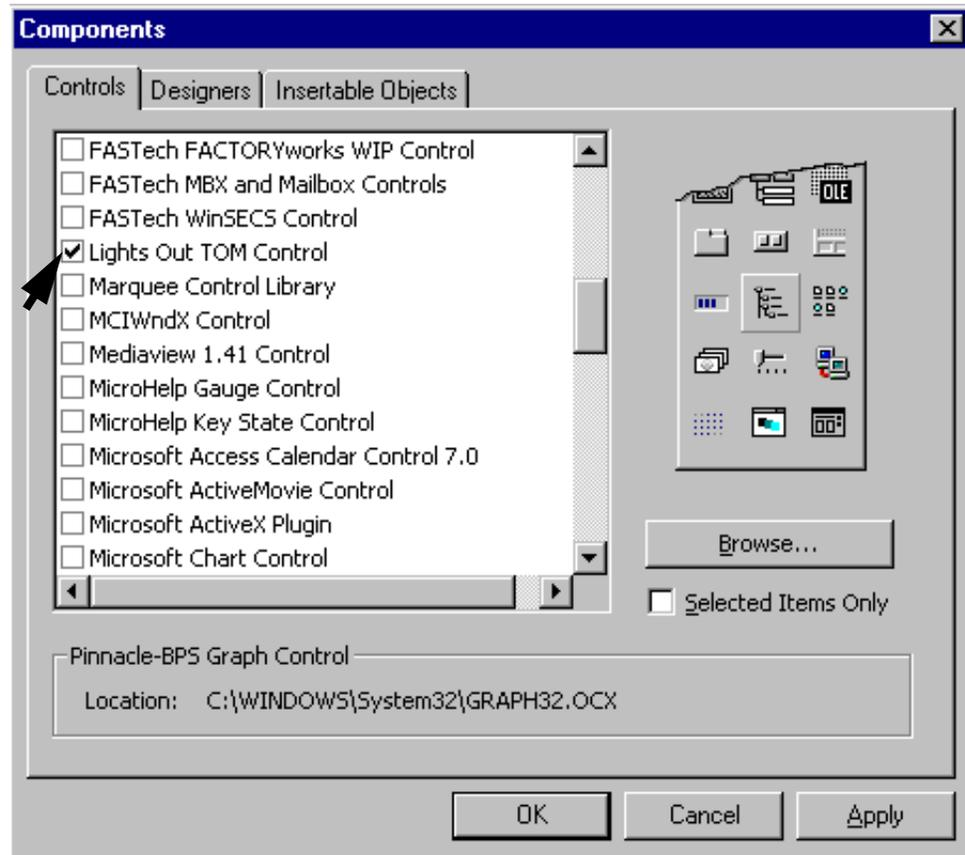 Components
Controls Designers Insertable Objects
FASTech FACTORYworks WIP Control
FASTech MBX and Mailbox Controls
FASTech WinSECS Control
Lights Out TOM Control
Marquee Control Library
MCIWndX Control
Mediaview 1.41 Control
MicroHelp Gauge Control
MicroHelp Key State Control
Microsoft Access Calendar Control 7.0
Microsoft ActiveMovie Control
Microsoft ActiveX Plugin
Microsoft Chart Control
OLE
Browse...
Selected Items Only
Pinnacle-BPS Graph Control
Location: C:\WINDOWS\System32\GRAPH32.OCX
OK Cancel Apply